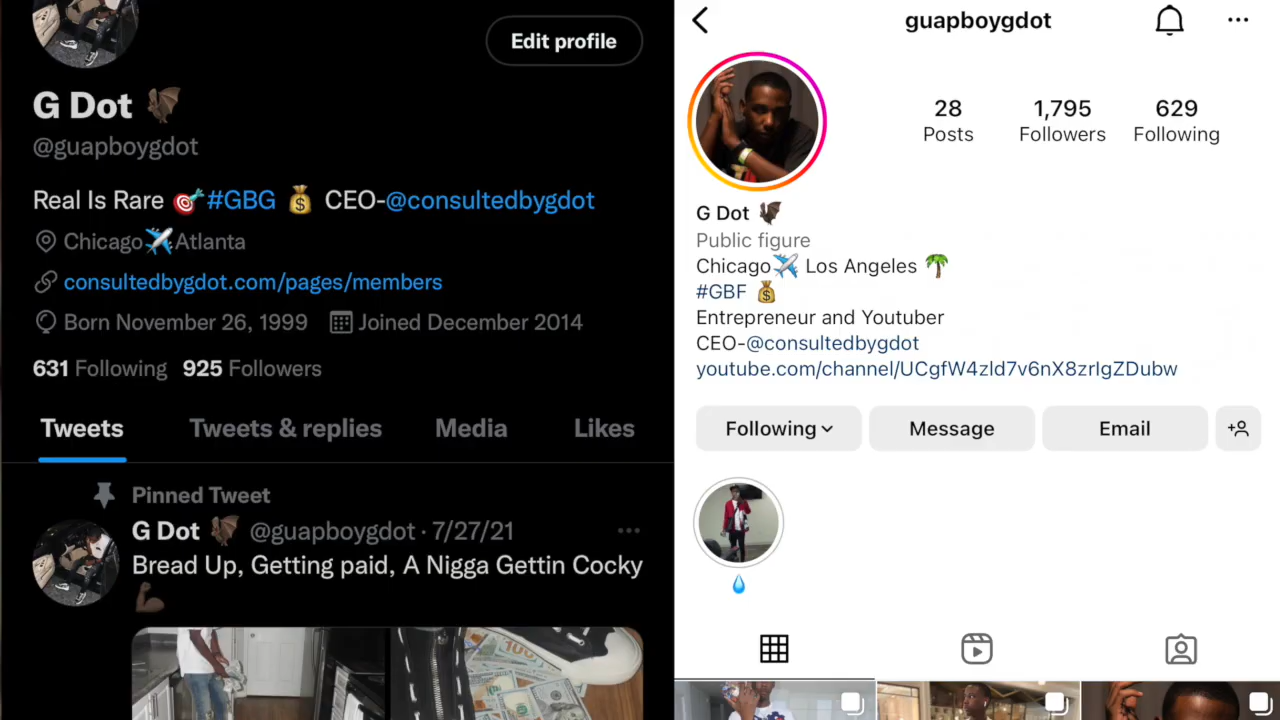 Edit profile
G Dot 🦇
@guapboygdot
Real Is Rare 🎯#GBG 💰 CEO-@consultedbygdot
Chicago✈️Atlanta
consultedbygdot.com/pages/members
Born November 26, 1999 Joined December 2014
631 Following 925 Followers
Tweets Tweets & replies Media Likes
Pinned Tweet
G Dot 🦇 @guapboygdot · 7/27/21
Bread Up, Getting paid, A Nigga Gettin Cocky
💪🏿
guapboygdot
28 1,795 629
Posts Followers Following
G Dot 🦇
Public figure
Chicago✈️ Los Angeles 🌴
#GBF 💰
Entrepreneur and Youtuber
CEO-@consultedbygdot
youtube.com/channel/UCgfW4zld7v6nX8zrIgZDubw
Following Message Email
💧